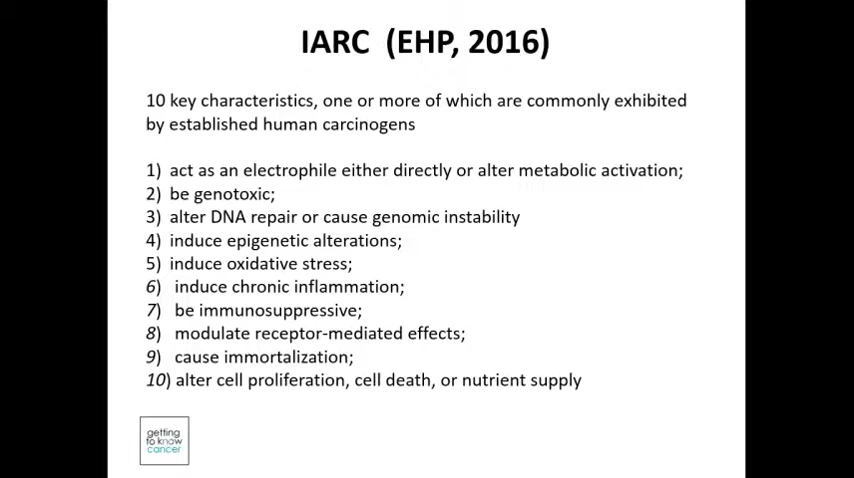 IARC (EHP, 2016)
10 key characteristics, one or more of which are commonly exhibited
by established human carcinogens
1) act as an electrophile either directly or alter metabolic activation;
2) be genotoxic;
3) alter DNA repair or cause genomic instability
4) induce epigenetic alterations;
5) induce oxidative stress;
6) induce chronic inflammation;
7) be immunosuppressive;
8) modulate receptor-mediated effects;
9) cause immortalization;
10) alter cell proliferation, cell death, or nutrient supply
getting
to know
cancer